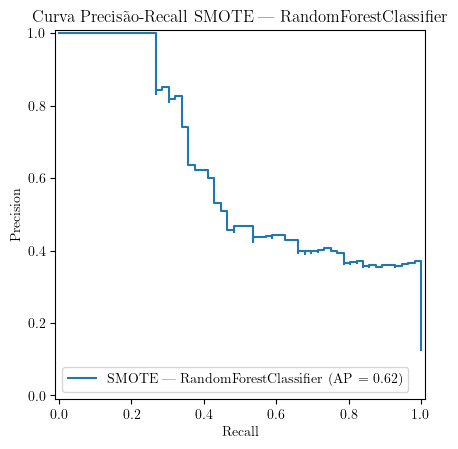 Curva Precisão-Recall SMOTE — RandomForestClassifier
1.0
0.8
0.6
0.4
0.2
0.0
Precision
SMOTE — RandomForestClassifier (AP = 0.62)
0.0 0.2 0.4 0.6 0.8 1.0
Recall